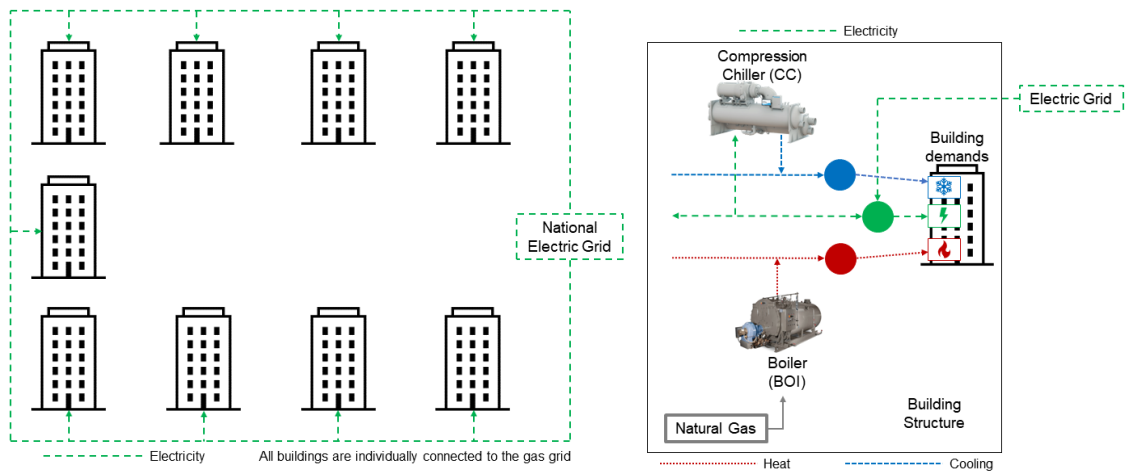 National
Electric Grid
Electricity
All buildings are individually connected to the gas grid
Electricity
Compression
Chiller (CC)
Electric Grid
Building
demands
Boiler
(BOI)
Natural Gas
Building
Structure
Heat
Cooling